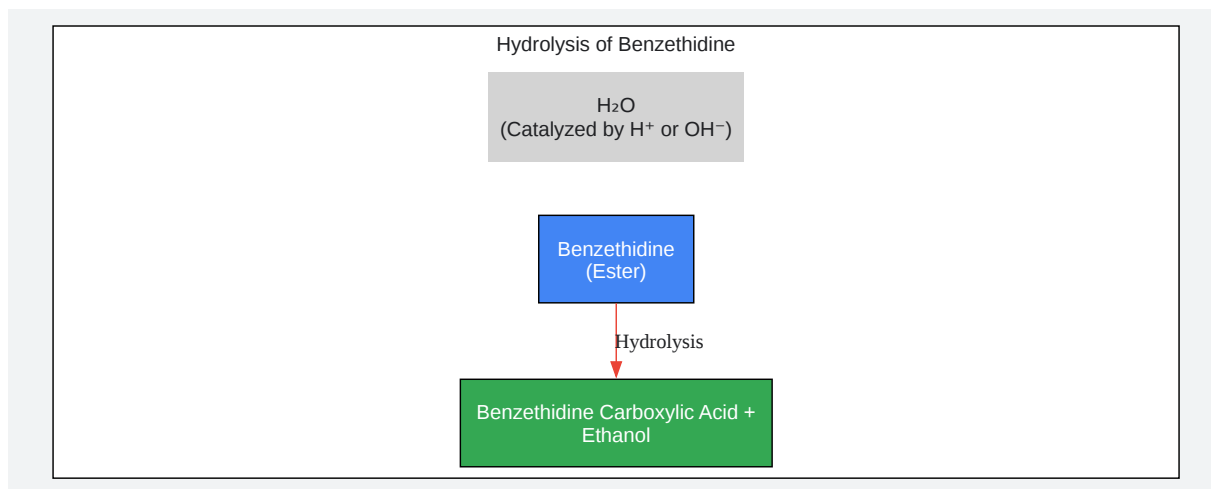 Hydrolysis of Benzethidine
H₂O
(Catalyzed by H⁺ or OH⁻)
Benzethidine
(Ester)
Hydrolysis
Benzethidine Carboxylic Acid +
Ethanol